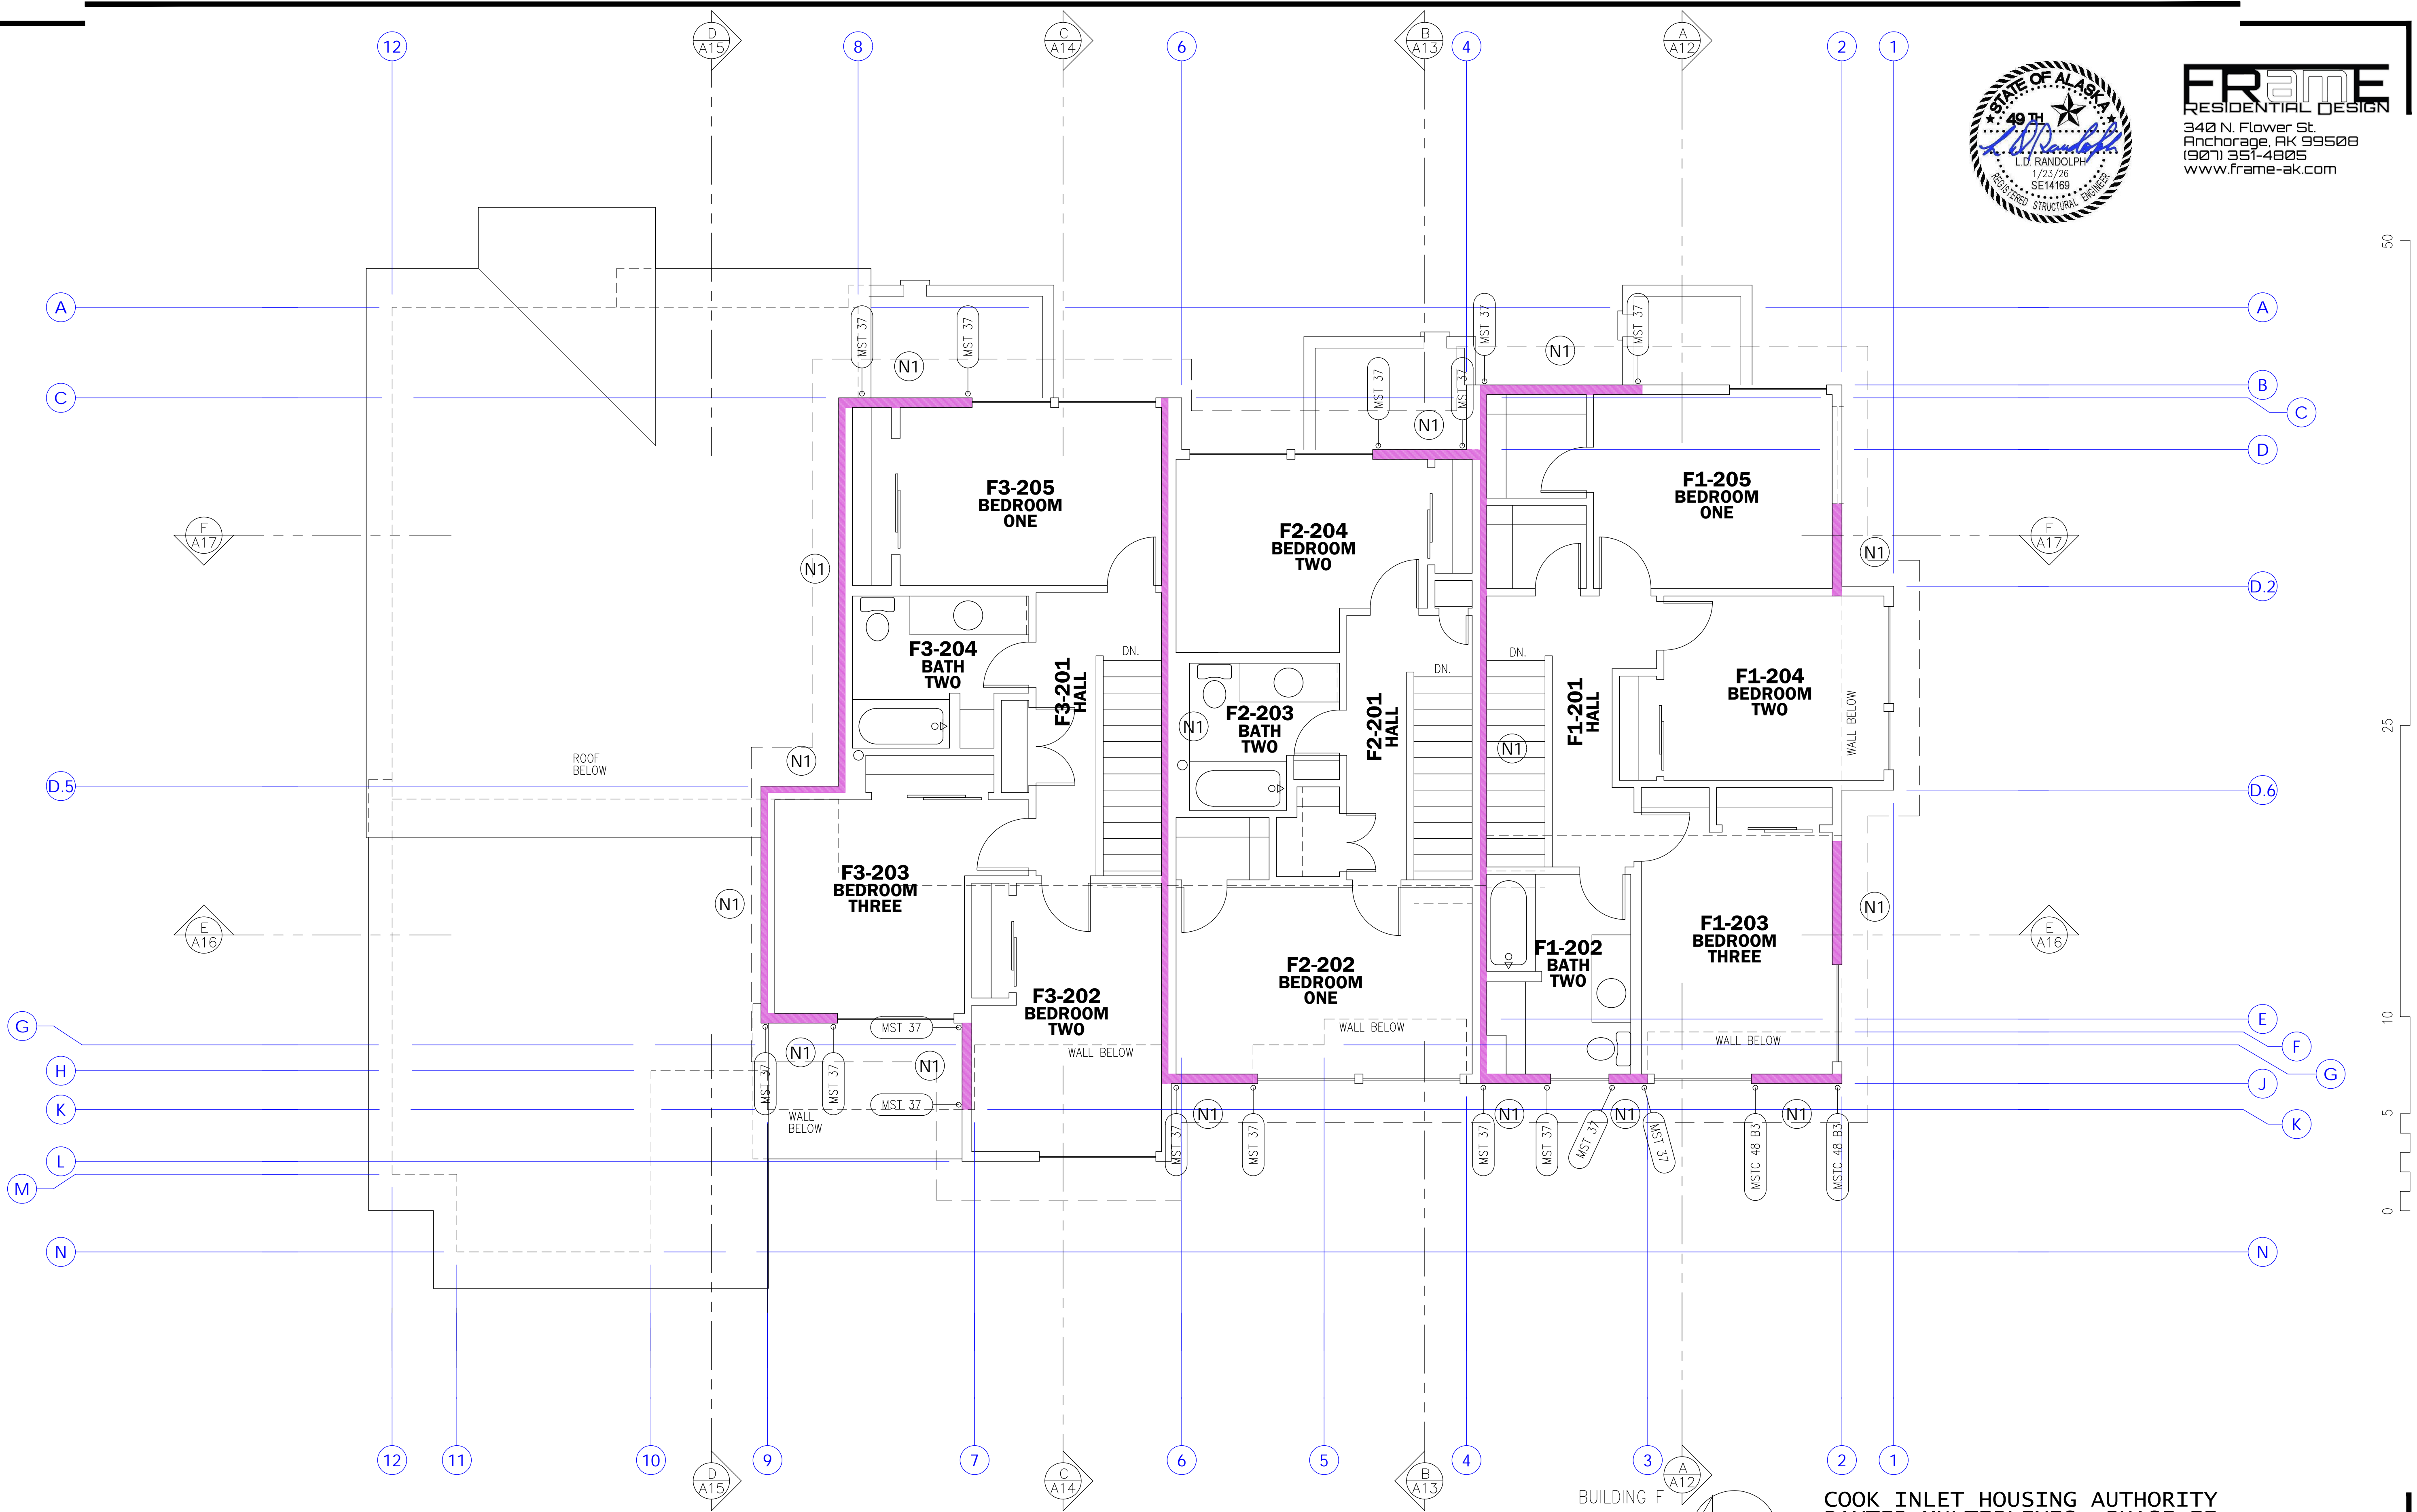 12
D
A15
8
C
A14
6
B
A13
4
A
A12
2
1
STATE OF ALASKA
49 TH
L.D. RANDOLPH
1/23/26
SE14169
REGISTERED STRUCTURAL ENGINEER
FRamE
RESIDENTIAL DESIGN
340 N. Flower St.
Anchorage, AK 99508
(907) 351-4805
www.frame-ak.com
50
A
A
MST 37
MST 37
N1
MST 37
MST 37
N1
MST 37
MST 37
N1
C
B
C
D
F
A17
F3-205
BEDROOM
ONE
F2-204
BEDROOM
TWO
F1-205
BEDROOM
ONE
F
A17
N1
N1
D.2
F3-204
BATH
TWO
F3-201
HALL
DN.
DN.
DN.
F2-203
BATH
TWO
N1
F2-201
HALL
F1-201
HALL
N1
F1-204
BEDROOM
TWO
WALL BELOW
25
ROOF
BELOW
N1
D.5
D.6
F3-203
BEDROOM
THREE
N1
N1
E
A16
F1-203
BEDROOM
THREE
E
A16
F1-202
BATH
TWO
F2-202
BEDROOM
ONE
F3-202
BEDROOM
TWO
G
MST 37
WALL BELOW
WALL BELOW
WALL BELOW
E
F
G
10
N1
N1
H
MST 37
MST 37
MST 37
J
K
WALL
BELOW
MST 37
N1
MST 37
MST 37
N1
MST 37
MST 37
N1
MST 37
MSTC 48 B3
N1
MSTC 48 B3
K
5
L
M
0
N
N
12
11
10
9
D
A15
7
C
A14
6
5
B
A13
4
3
A
A12
2
1
BUILDING F
COOK INLET HOUSING AUTHORITY